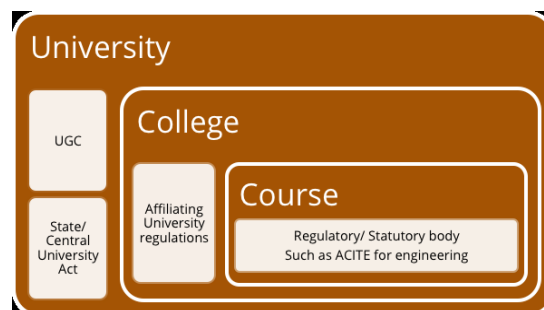 University
UGC
State/
Central
University
Act
College
Affiliating
University
regulations
Course
Regulatory/ Statutory body
Such as ACITE for engineering